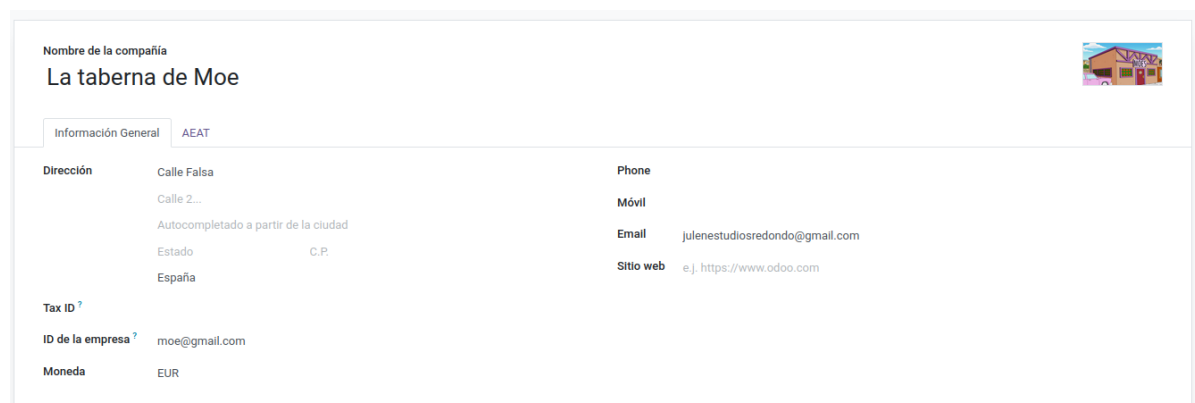 Nombre de la compañía
La taberna de Moe
Información General AEAT
Dirección Calle Falsa
Calle 2...
Autocompletado a partir de la ciudad
Estado C.P.
España
Tax ID ?
ID de la empresa ? moe@gmail.com
Moneda EUR
Phone
Móvil
Email julenestudiosredondo@gmail.com
Sitio web e.j. https://www.odoo.com